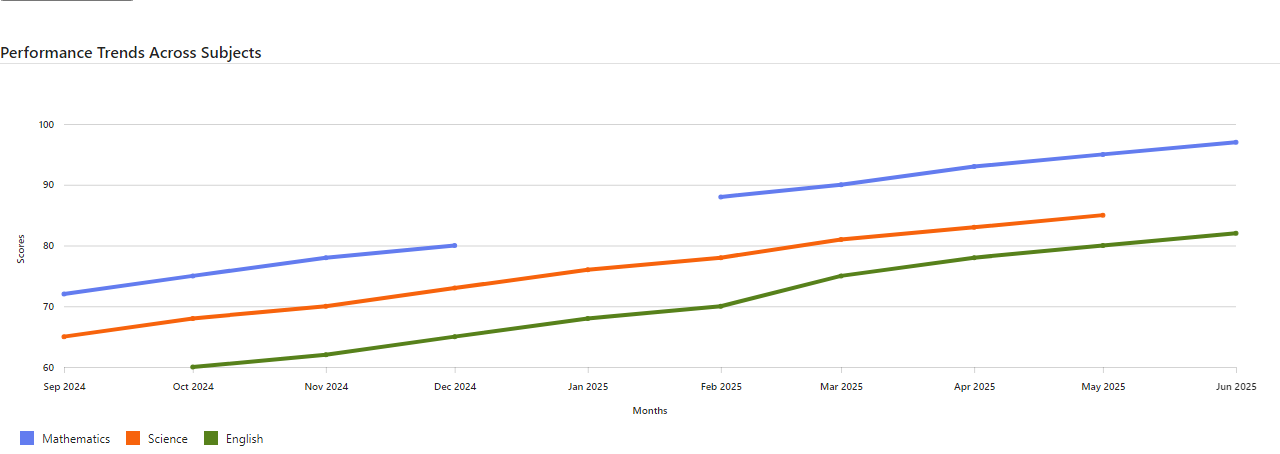 Performance Trends Across Subjects
100
90
80
70
60
Scores
Sep 2024 Oct 2024 Nov 2024 Dec 2024 Jan 2025 Feb 2025 Mar 2025 Apr 2025 May 2025 Jun 2025
Months
Mathematics Science English